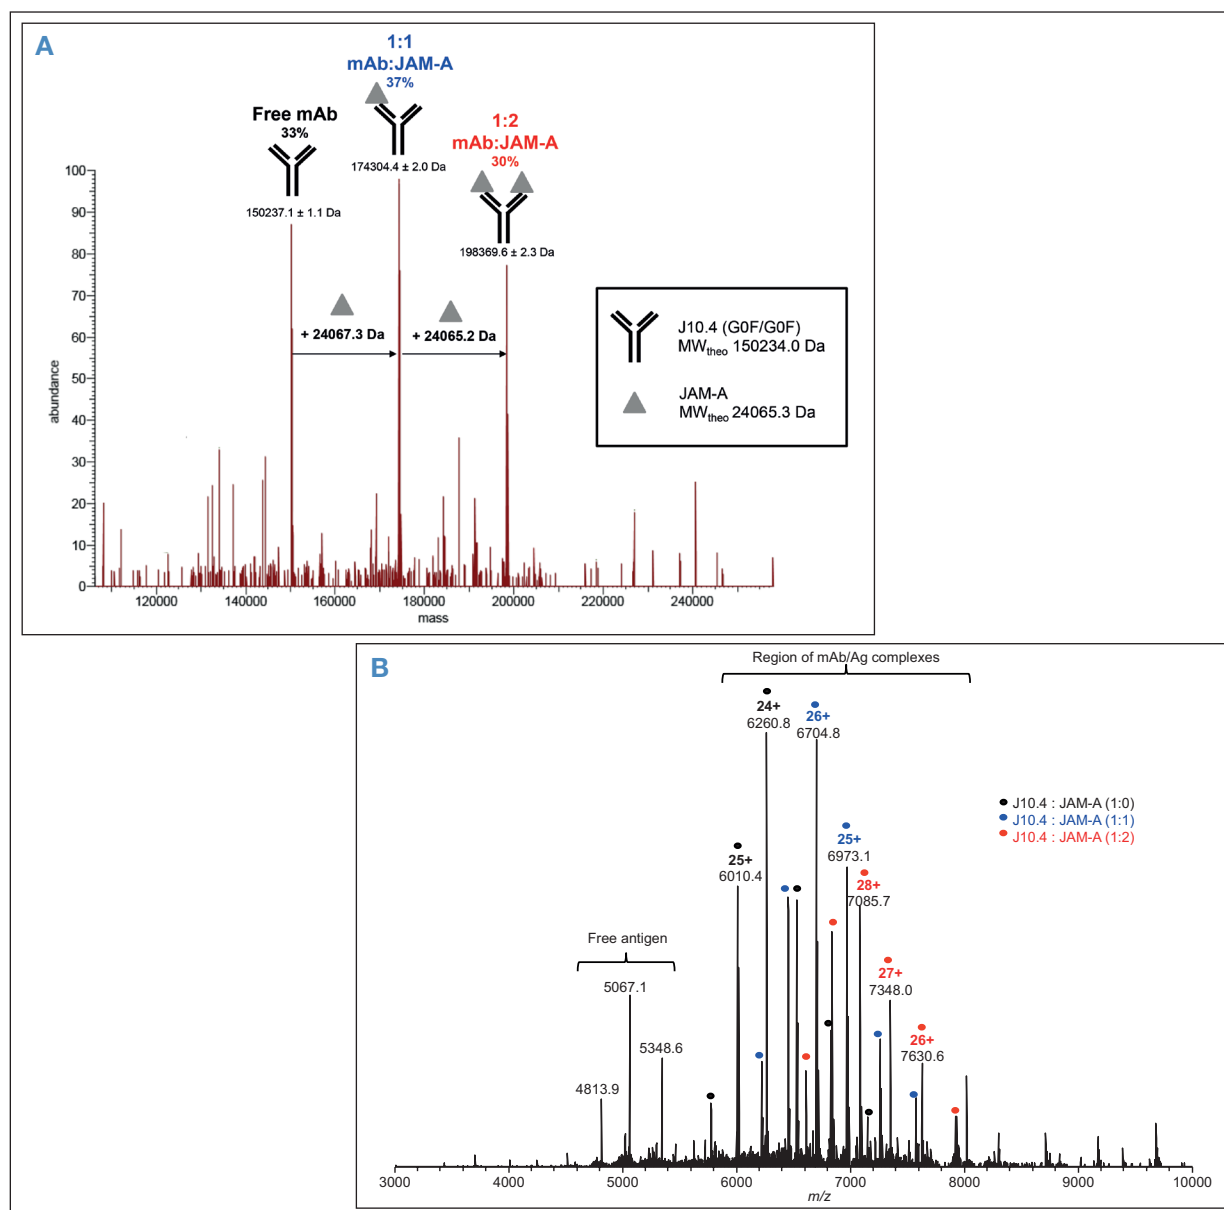 A
1:1
mAb:JAM-A
37%
Free mAb
33%
1:2
mAb:JAM-A
30%
174304.4 ± 2.0 Da
150237.1 ± 1.1 Da
198369.6 ± 2.3 Da
+ 24067.3 Da
+ 24065.2 Da
J10.4 (G0F/G0F)
MWtheo 150234.0 Da
JAM-A
MWtheo 24065.3 Da
abundance
100
90
80
70
60
50
40
30
20
10
0
120000 140000 160000 180000 200000 220000 240000
mass
B
Region of mAb/Ag complexes
24+
6260.8
26+
6704.8
25+
6010.4
25+
6973.1
28+
7085.7
27+
7348.0
26+
7630.6
J10.4 : JAM-A (1:0)
J10.4 : JAM-A (1:1)
J10.4 : JAM-A (1:2)
Free antigen
5067.1
5348.6
4813.9
3000 4000 5000 6000 7000 8000 9000 10000
m/z